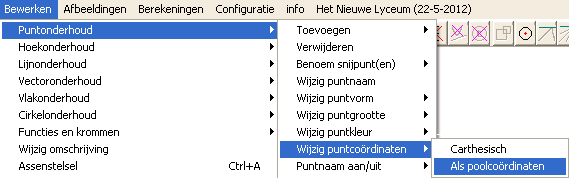 Bewerken Afbeeldingen Berekeningen Configuratie info Het Nieuwe Lyceum (22-5-2012)
Puntonderhoud
Hoekonderhoud
Lijnonderhoud
Vectoronderhoud
Vlakonderhoud
Cirkelonderhoud
Functies en krommen
Wijzig omschrijving
Assenstelsel Ctrl+A
Toevoegen
Verwijderen
Benoem snijpunt(en)
Wijzig puntnaam
Wijzig puntvorm
Wijzig puntgrootte
Wijzig puntkleur
Wijzig puntcoördinaten
Puntnaam aan/uit
Carthesisch
Als poolcoördinaten